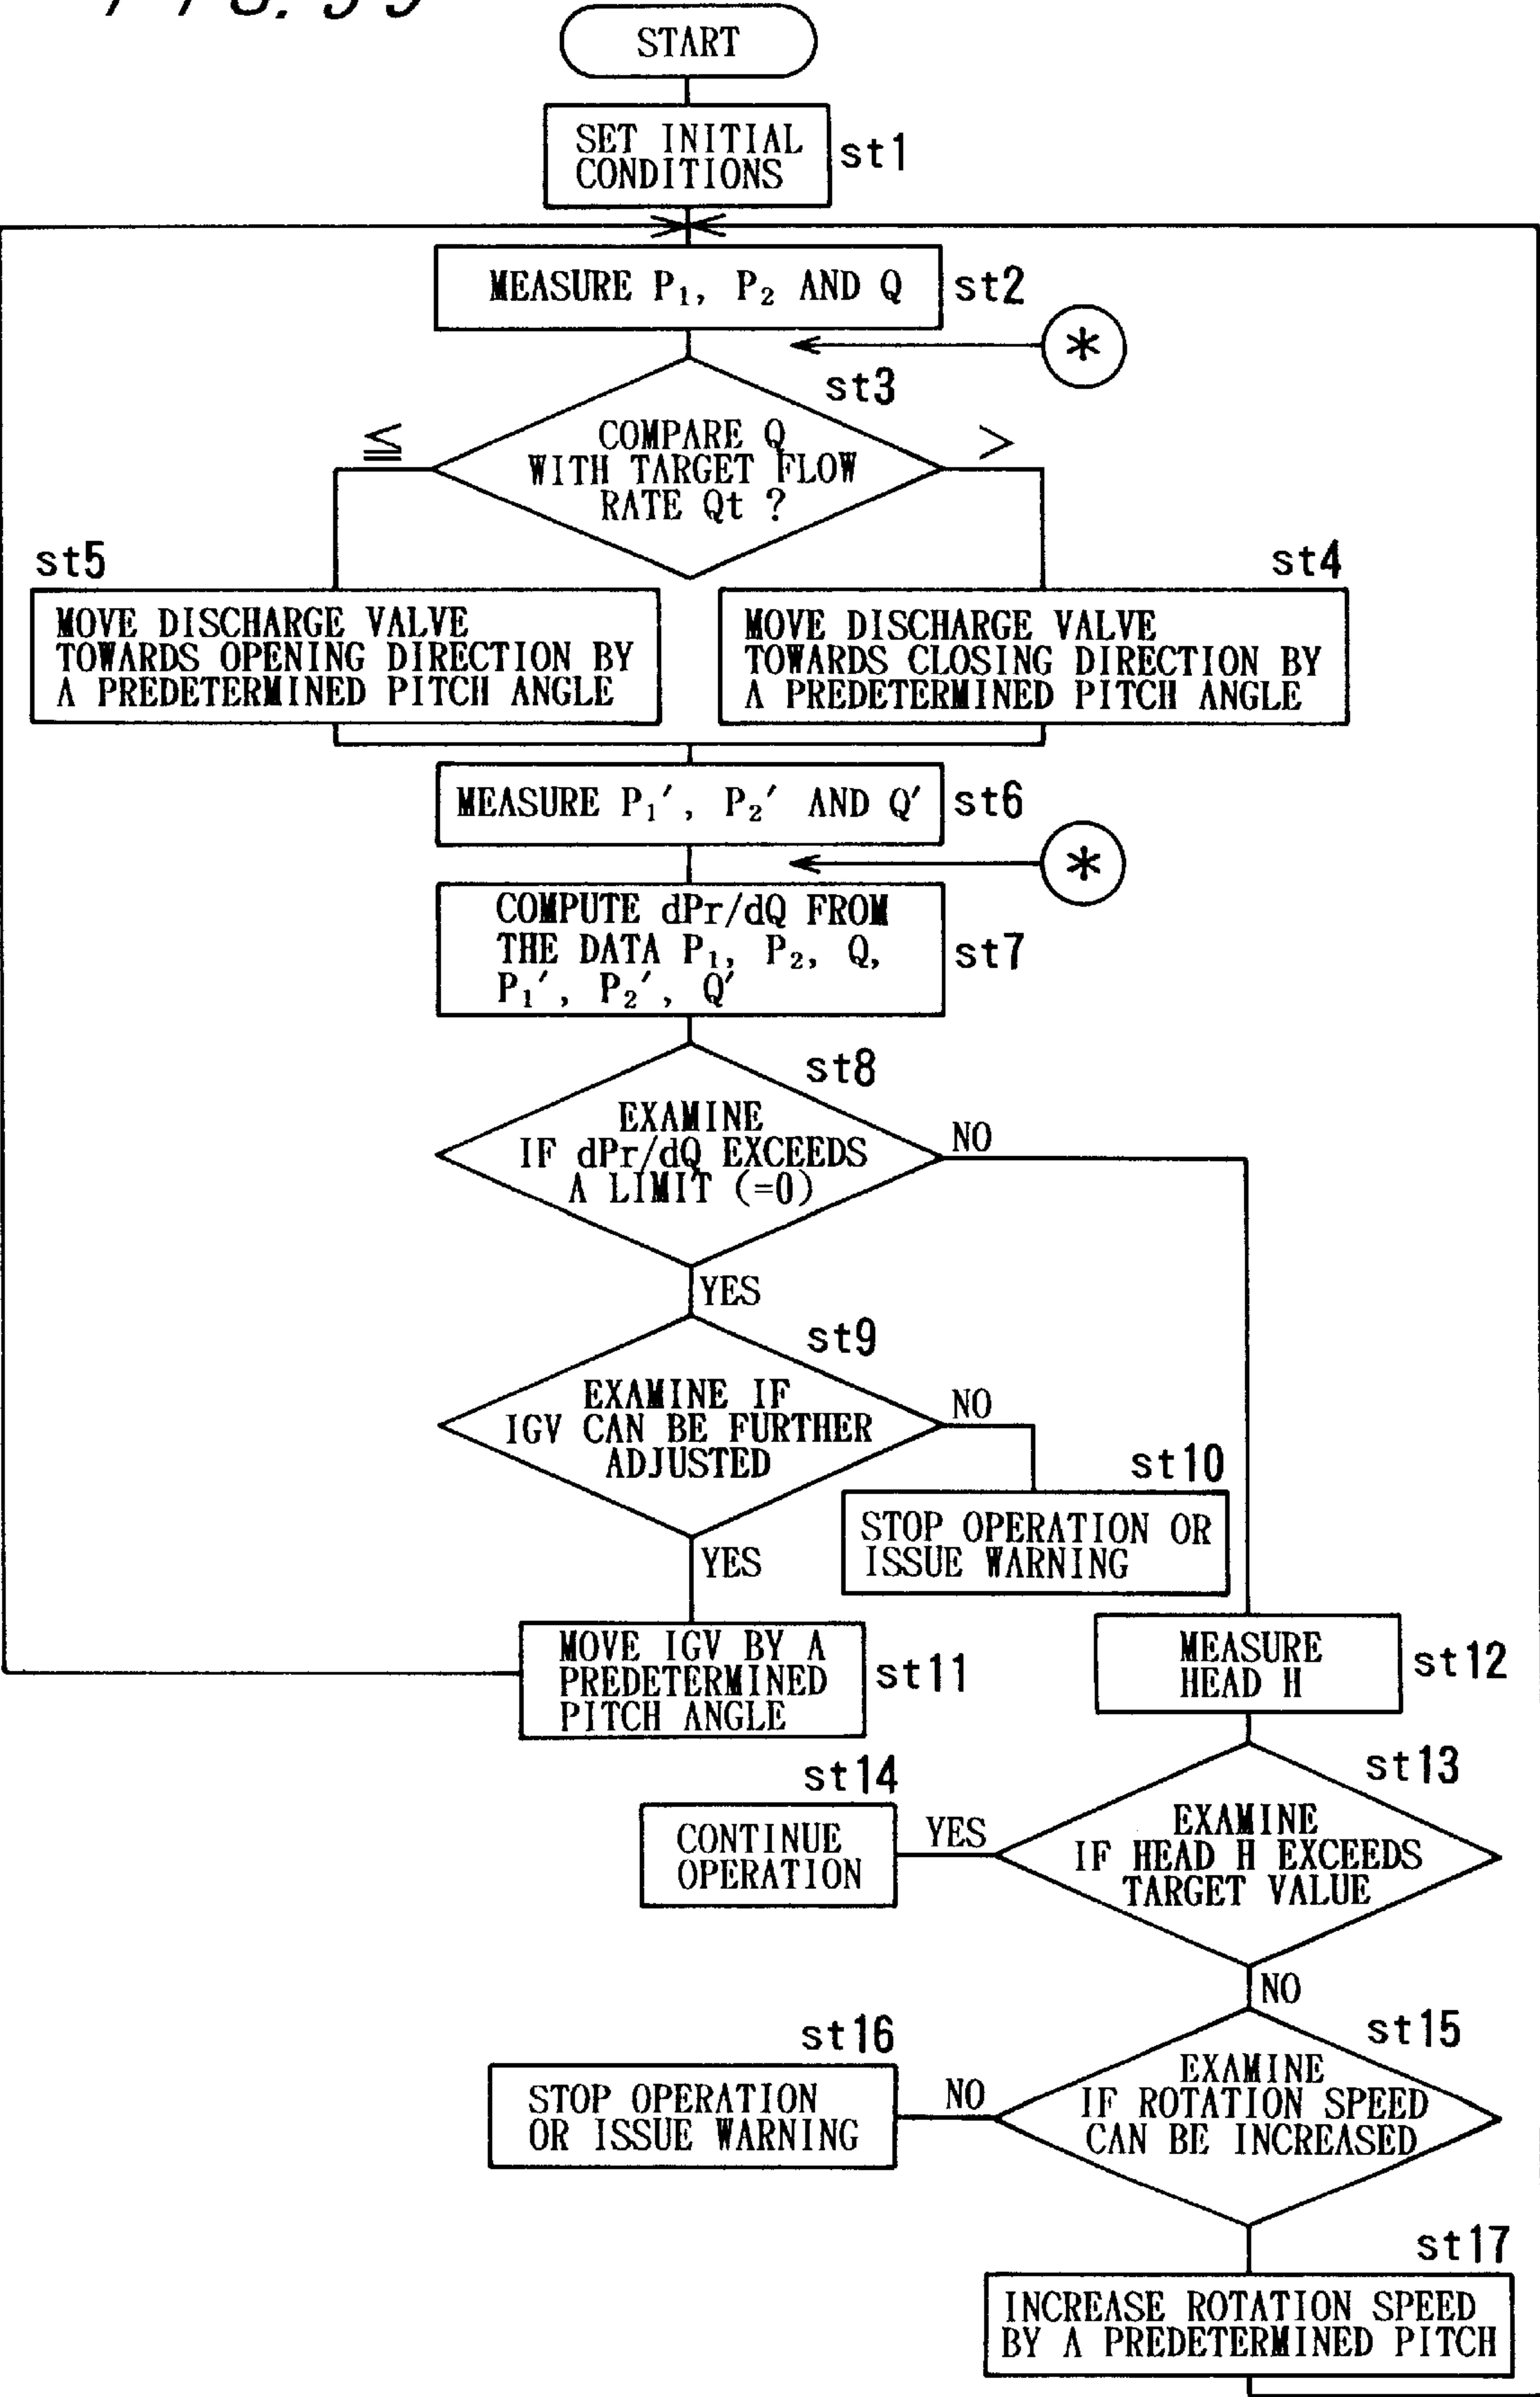 START
SET INITIAL
CONDITIONS
st1
MEASURE P₁, P₂ AND Q
st2
*
st3
≦
COMPARE Q
WITH TARGET FLOW
RATE Qt ?
>
st5
MOVE DISCHARGE VALVE
TOWARDS OPENING DIRECTION BY
A PREDETERMINED PITCH ANGLE
st4
MOVE DISCHARGE VALVE
TOWARDS CLOSING DIRECTION BY
A PREDETERMINED PITCH ANGLE
MEASURE P₁′, P₂′ AND Q′
st6
*
COMPUTE dPr/dQ FROM
THE DATA P₁, P₂, Q,
P₁′, P₂′, Q′
st7
st8
EXAMINE
IF dPr/dQ EXCEEDS
A LIMIT (=0)
NO
YES
st9
EXAMINE IF
IGV CAN BE FURTHER
ADJUSTED
NO
st10
STOP OPERATION OR
ISSUE WARNING
YES
MOVE IGV BY A
PREDETERMINED
PITCH ANGLE
st11
MEASURE
HEAD H
st12
st14
CONTINUE
OPERATION
YES
st13
EXAMINE
IF HEAD H EXCEEDS
TARGET VALUE
NO
st16
STOP OPERATION
OR ISSUE WARNING
NO
st15
EXAMINE
IF ROTATION SPEED
CAN BE INCREASED
st17
INCREASE ROTATION SPEED
BY A PREDETERMINED PITCH